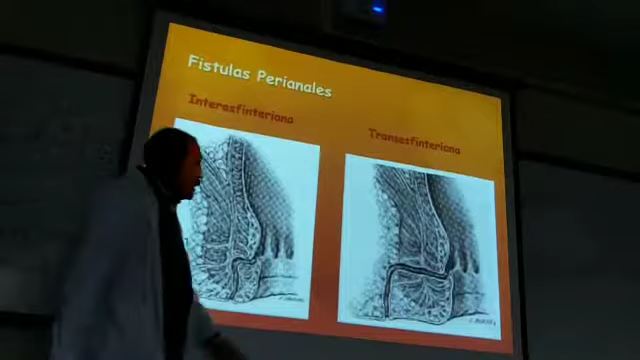 Fistulas Perianales
Interesfinteriana
Transesfinteriana